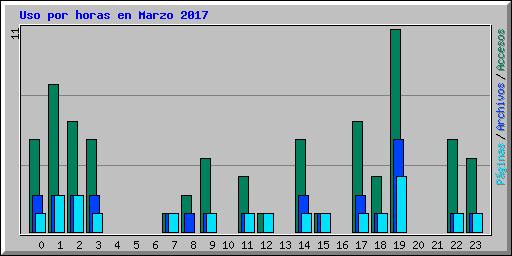 Uso por horas en Marzo 2017
11
Páginas / Archivos / Accesos
0 1 2 3 4 5 6 7 8 9 10 11 12 13 14 15 16 17 18 19 20 21 22 23